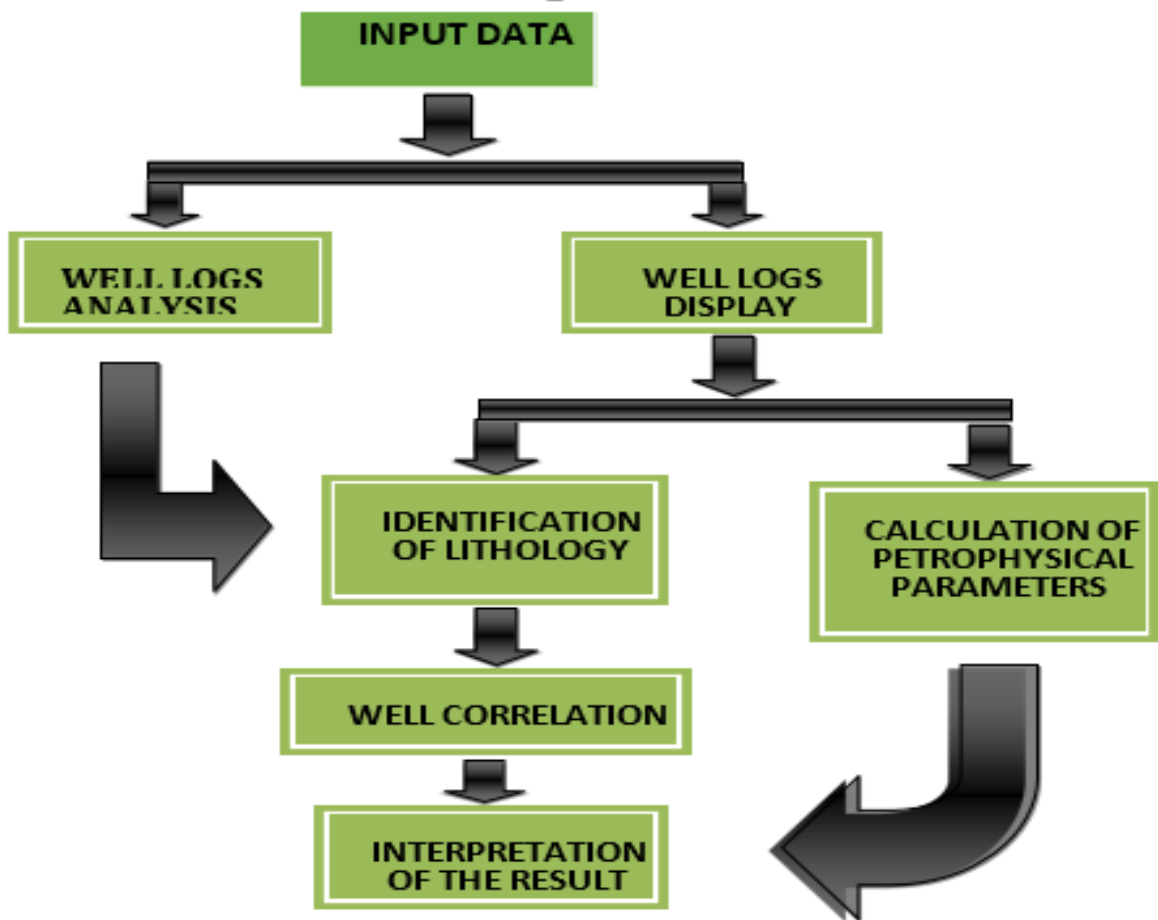 INPUT DATA
WELL LOGS
ANALYSIS
WELL LOGS
DISPLAY
IDENTIFICATION
OF LITHOLOGY
CALCULATION OF
PETROPHYSICAL
PARAMETERS
WELL CORRELATION
INTERPRETATION
OF THE RESULT